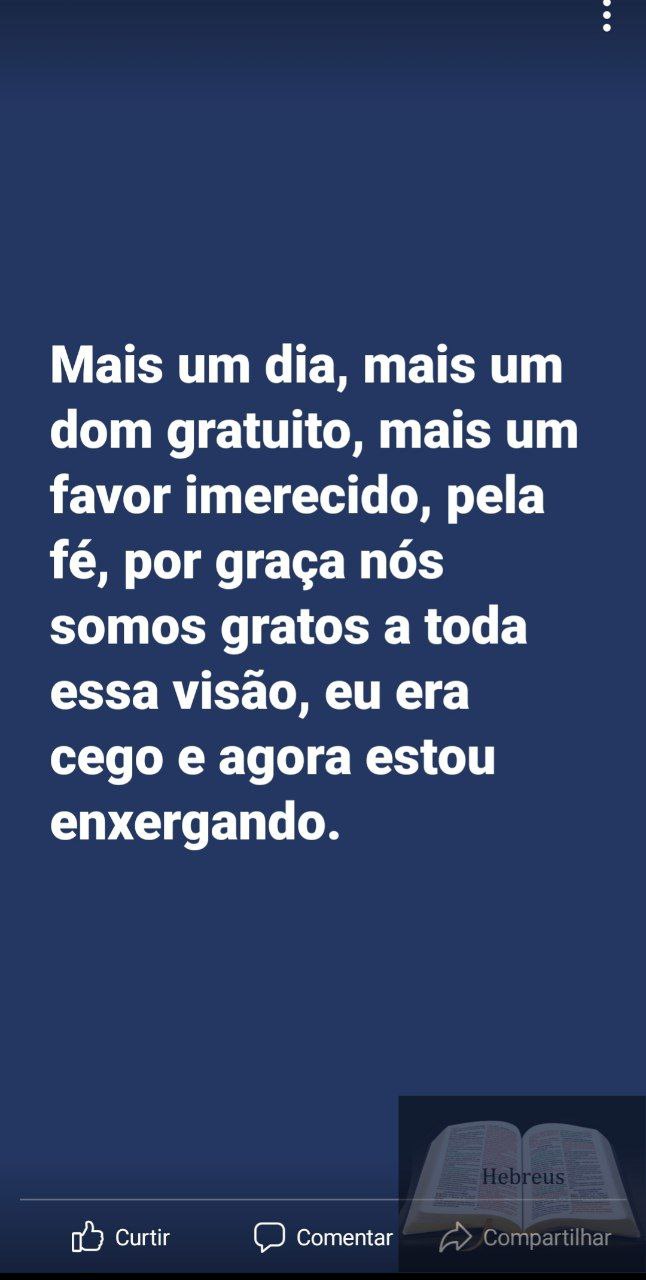 Mais um dia, mais um
dom gratuito, mais um
favor imerecido, pela
fé, por graça nós
somos gratos a toda
essa visão, eu era
cego e agora estou
enxergando.
Hebreus
Curtir
Comentar
Compartilhar